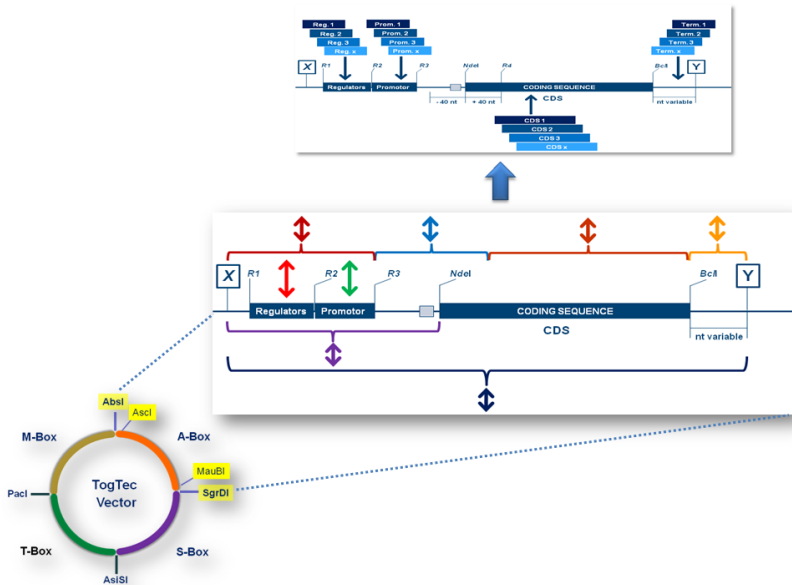 Reg. 1
Reg. 2
Reg. 3
Reg. x
Prom. 1
Prom. 2
Prom. 3
Prom. x
Term. 1
Term. 2
Term. 3
Term. x
X
R1
R2
R3
NdeI
R4
BclI
Y
Regulators
Promotor
CODING SEQUENCE
CDS
- 40 nt
+ 40 nt
nt variable
CDS 1
CDS 2
CDS 3
CDS x
X
R1
R2
R3
NdeI
BclI
Y
Regulators
Promotor
CODING SEQUENCE
CDS
nt variable
AbsI
AscI
M-Box
A-Box
MauBI
TogTec
Vector
PacI
SgrDI
T-Box
S-Box
AsiSI